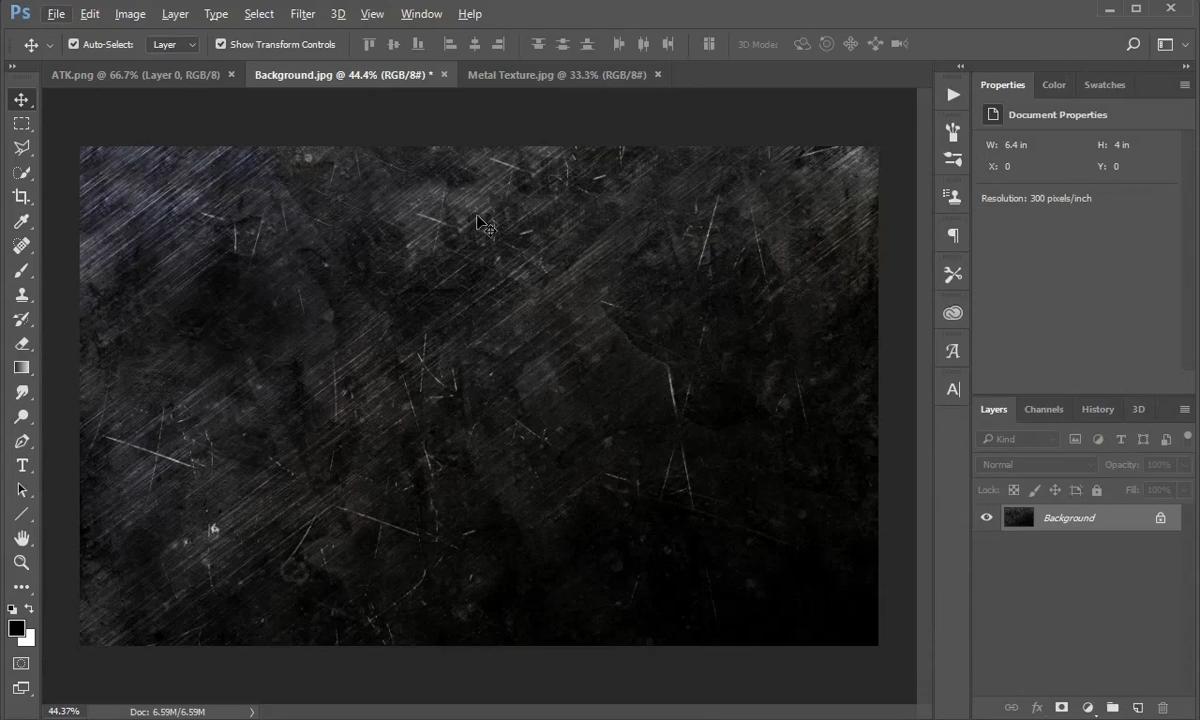 Ps File Edit Image Layer Type Select Filter 3D View Window Help
Auto-Select: Layer Show Transform Controls 3D Mode:
ATK.png @ 66.7% (Layer 0, RGB/8) × Background.jpg @ 44.4% (RGB/8#) * × Metal Texture.jpg @ 33.3% (RGB/8#) ×
Properties Color Swatches
Document Properties
W: 6.4 in H: 4 in
X: 0 Y: 0
Resolution: 300 pixels/inch
Layers Channels History 3D
Kind
Normal Opacity: 100%
Lock: Fill: 100%
Background
44.37% Doc: 6.59M/6.59M